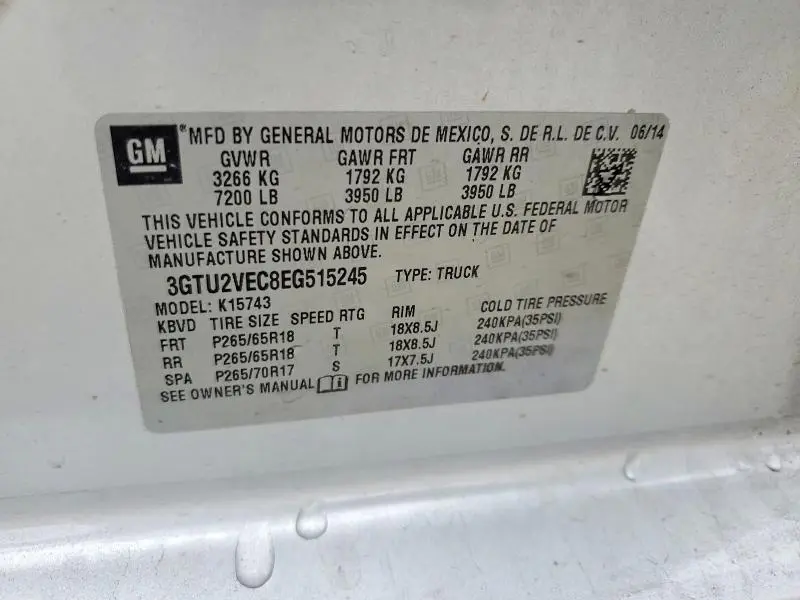 GM ® MFD BY GENERAL MOTORS DE MEXICO, S. DE R.L. DE C.V. 06/14
GVWR GAWR FRT GAWR RR
3266 KG 1792 KG 1792 KG
7200 LB 3950 LB 3950 LB
THIS VEHICLE CONFORMS TO ALL APPLICABLE U.S. FEDERAL MOTOR
VEHICLE SAFETY STANDARDS IN EFFECT ON THE DATE OF
MANUFACTURE SHOWN ABOVE.
3GTU2VEC8EG515245 TYPE: TRUCK
MODEL: K15743
KBVD TIRE SIZE SPEED RTG RIM COLD TIRE PRESSURE
FRT P265/65R18 T 18X8.5J 240KPA(35PSI)
RR P265/65R18 T 18X8.5J 240KPA(35PSI)
SPA P265/70R17 S 17X7.5J 240KPA(35PSI)
SEE OWNER'S MANUAL i FOR MORE INFORMATION.